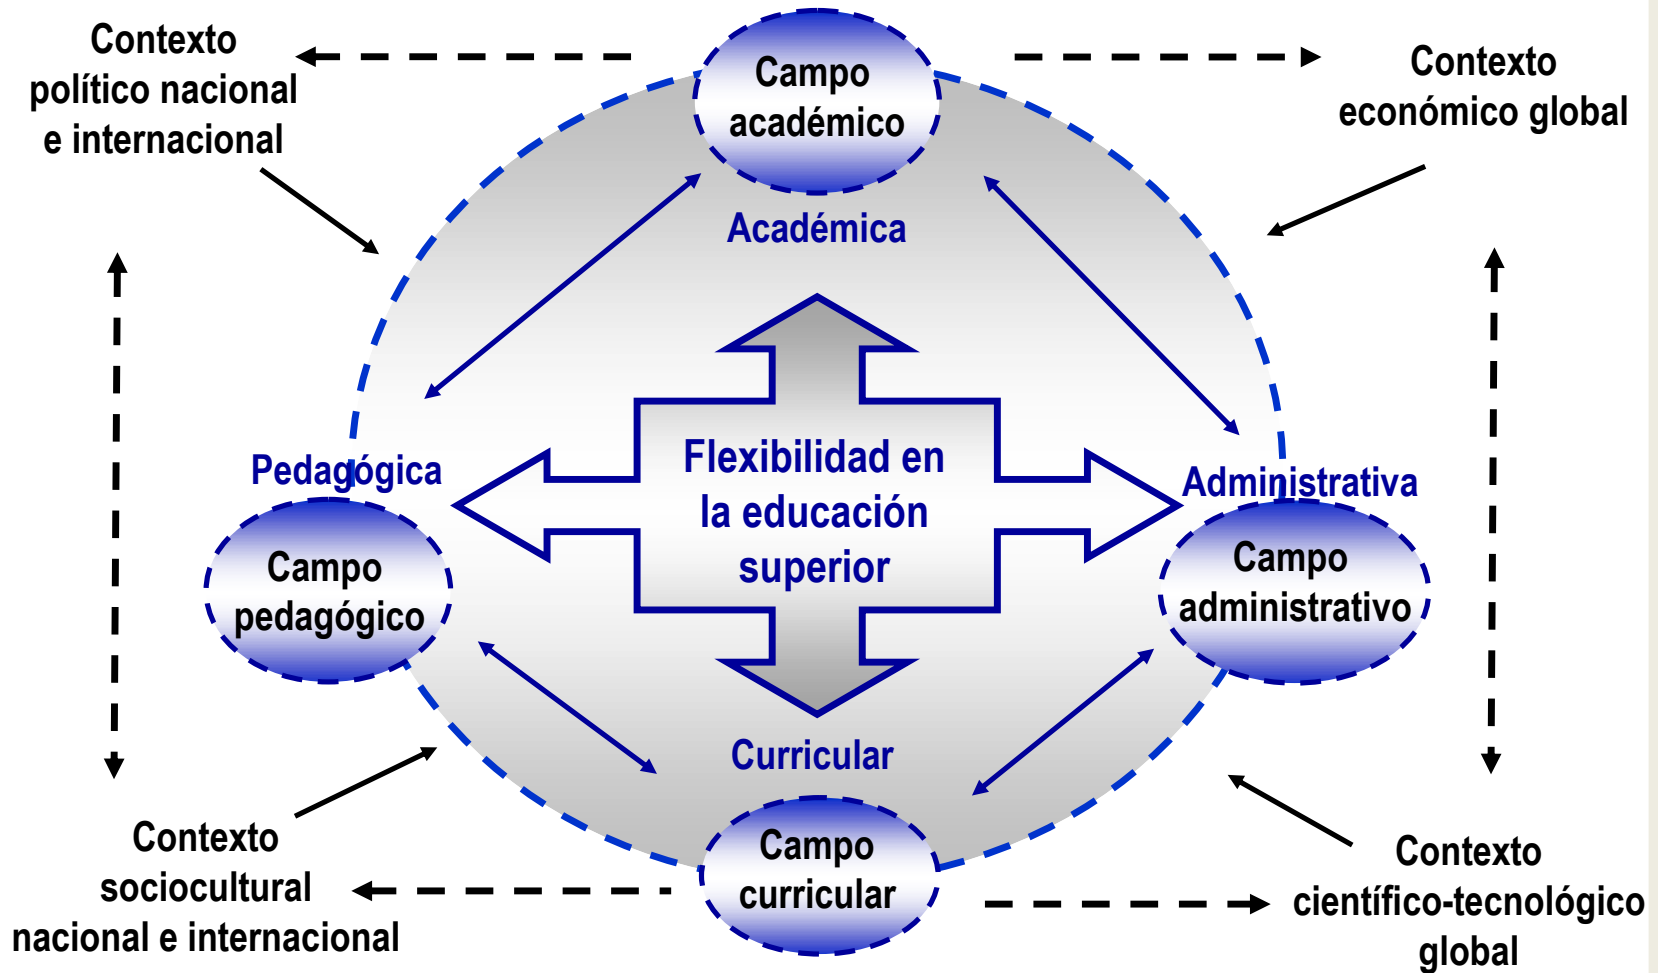 Contexto
político nacional
e internacional
Campo
académico
Contexto
económico global
Académica
Pedagógica
Flexibilidad en
la educación
superior
Administrativa
Campo
pedagógico
Campo
administrativo
Curricular
Contexto
sociocultural
nacional e internacional
Campo
curricular
Contexto
científico-tecnológico
global